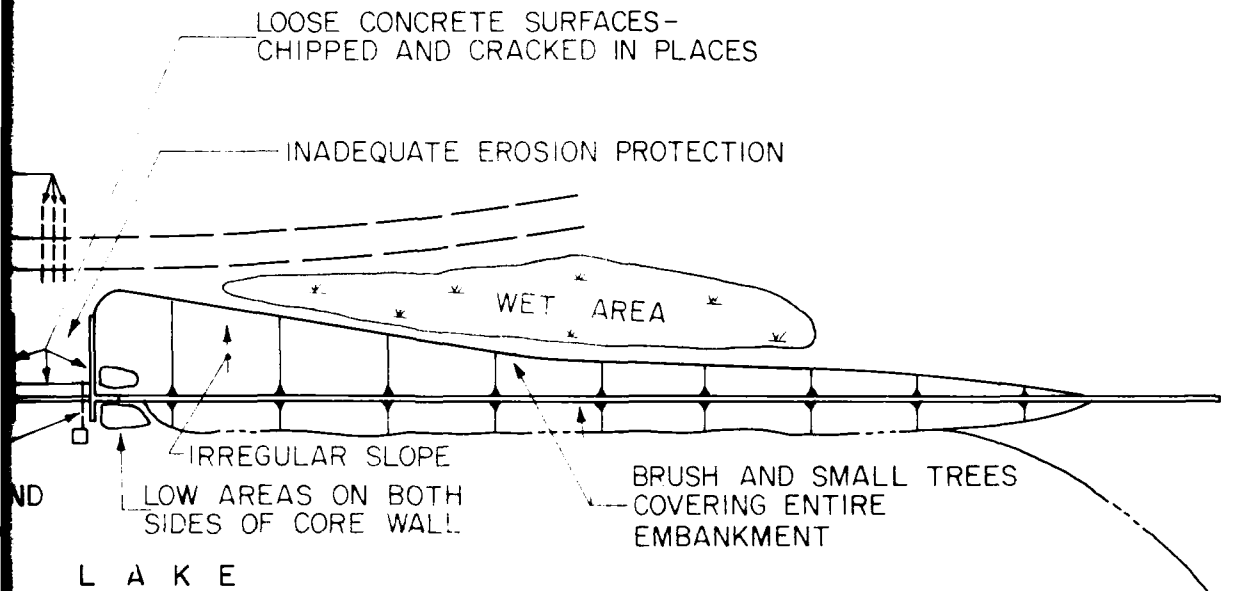 LOOSE CONCRETE SURFACES-
CHIPPED AND CRACKED IN PLACES
INADEQUATE EROSION PROTECTION
WET AREA
IRREGULAR SLOPE
LOW AREAS ON BOTH
SIDES OF CORE WALL
BRUSH AND SMALL TREES
COVERING ENTIRE
EMBANKMENT
ND
LAKE